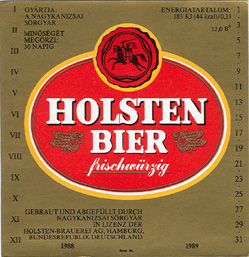 GYÁRTJA:
A NAGYKANIZSAI
SÖRGYÁR
MINŐSÉGÉT
MEGŐRZI:
30 NAPIG
ENERGIATARTALOM:
183 KJ (44 kcal)/0,1 l
12,0 B°
HOLSTEN
BIER
frischwürzig
GEBRAUT UND ABGEFÜLLT DURCH
NAGYKANIZSAI SÖRGYÁR
IN LIZENZ DER
HOLSTEN-BRAUEREI AG, HAMBURG,
BUNDESREPUBLIK DEUTSCHLAND
1988
1989
I
II
III
IV
V
VI
VII
VIII
IX
X
XI
XII
1.
3.
5.
7.
9.
11.
13.
15.
17.
19.
21.
23.
25.
27.
29.
31.